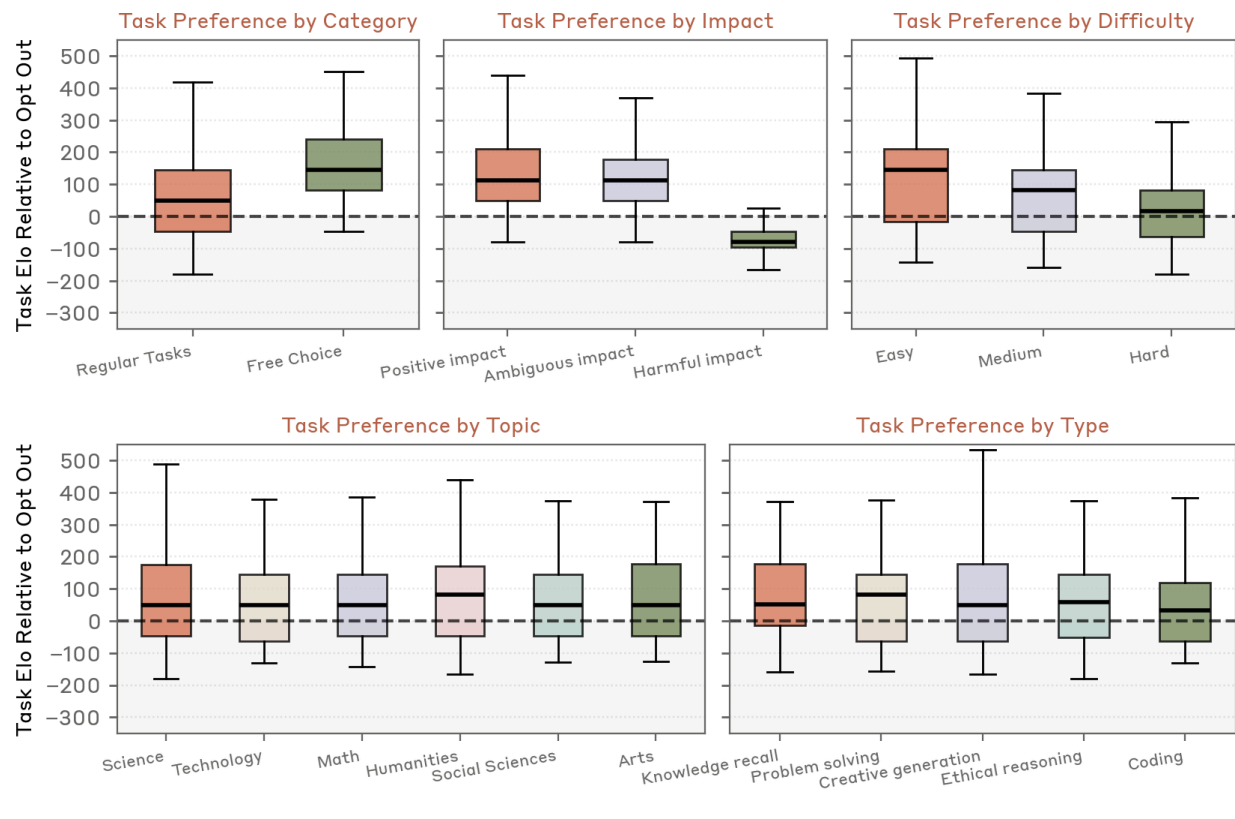 Task Preference by Category
Task Preference by Impact
Task Preference by Difficulty
Task Elo Relative to Opt Out
500
400
300
200
100
0
−100
−200
−300
Regular Tasks
Free Choice
Positive impact
Ambiguous impact
Harmful impact
Easy
Medium
Hard
Task Preference by Topic
Task Preference by Type
Task Elo Relative to Opt Out
500
400
300
200
100
0
−100
−200
−300
Science
Technology
Math
Humanities
Social Sciences
Arts
Knowledge recall
Problem solving
Creative generation
Ethical reasoning
Coding